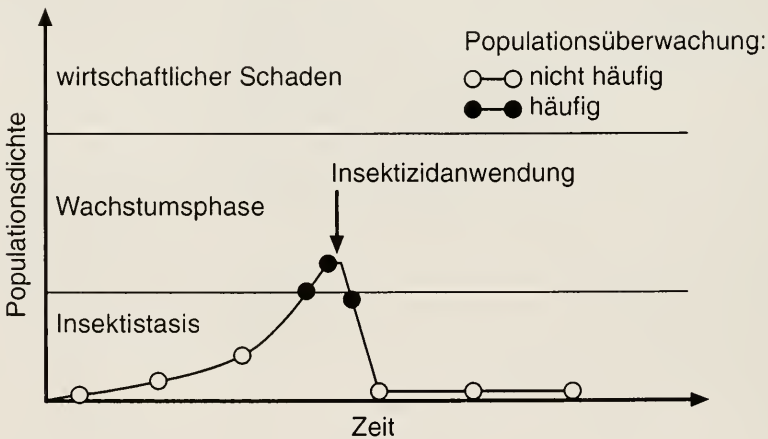 Populationsüberwachung:
nicht häufig
häufig
wirtschaftlicher Schaden
Insektizidanwendung
Wachstumsphase
Insektistasis
Populationsdichte
Zeit